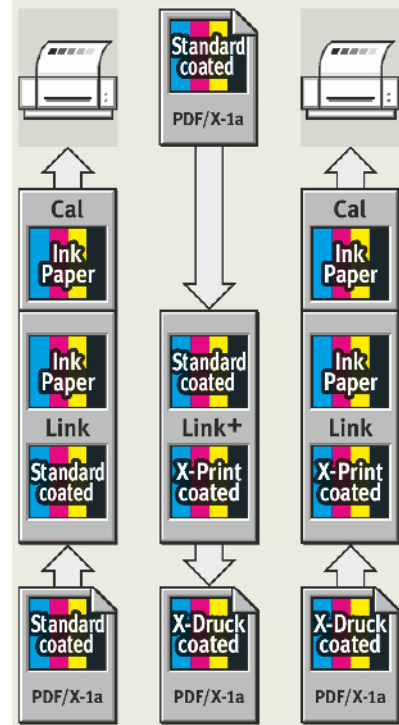 Cal
Ink
Paper
Ink
Paper
Link
Standard
coated
Standard
coated
PDF/X-1a
Standard
coated
PDF/X-1a
Standard
coated
Link+
X-Print
coated
X-Druck
coated
PDF/X-1a
Cal
Ink
Paper
Ink
Paper
Link
X-Print
coated
X-Druck
coated
PDF/X-1a